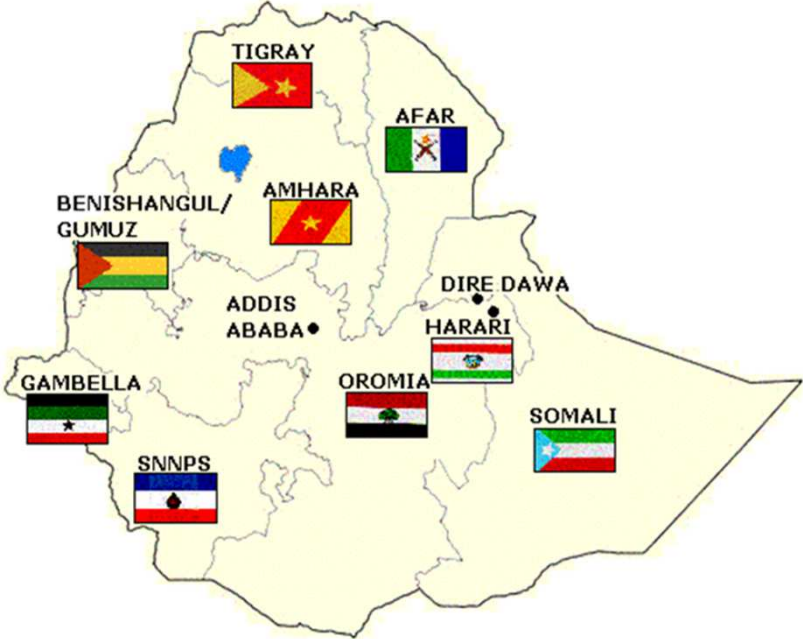 TIGRAY
AFAR
AMHARA
BENISHANGUL/
GUMUZ
DIRE DAWA
ADDIS
ABABA
HARARI
GAMBELLA
OROMIA
SOMALI
SNNPS